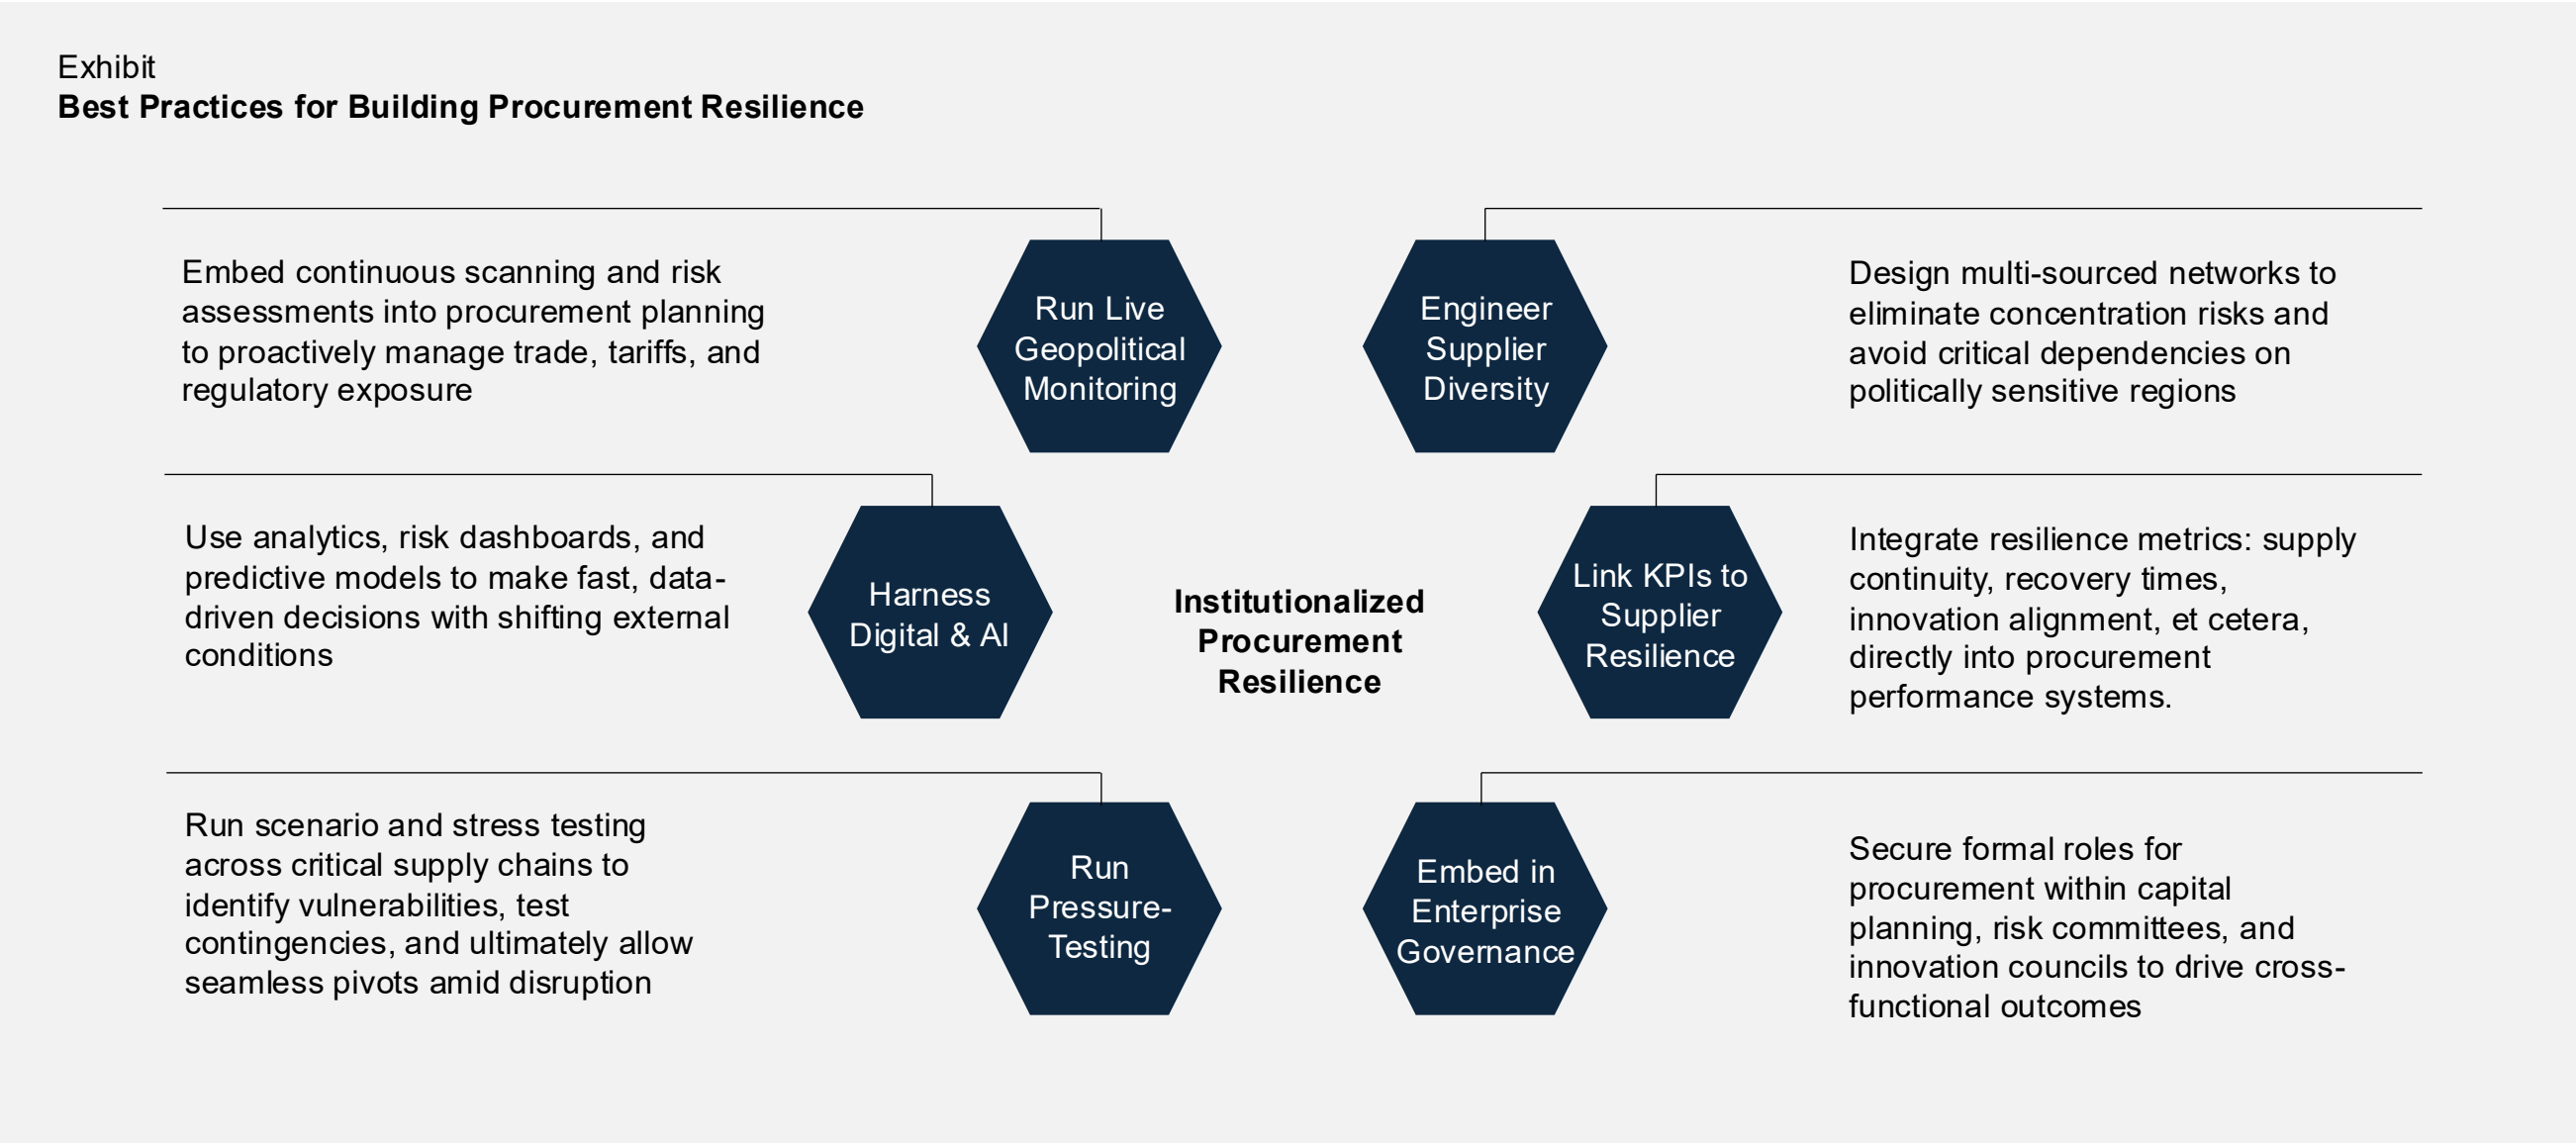 Exhibit
Best Practices for Building Procurement Resilience
Embed continuous scanning and risk
assessments into procurement planning
to proactively manage trade, tariffs, and
regulatory exposure
Run Live
Geopolitical
Monitoring
Engineer
Supplier
Diversity
Design multi-sourced networks to
eliminate concentration risks and
avoid critical dependencies on
politically sensitive regions
Use analytics, risk dashboards, and
predictive models to make fast, data-
driven decisions with shifting external
conditions
Harness
Digital & AI
Institutionalized
Procurement
Resilience
Link KPIs to
Supplier
Resilience
Integrate resilience metrics: supply
continuity, recovery times,
innovation alignment, et cetera,
directly into procurement
performance systems.
Run scenario and stress testing
across critical supply chains to
identify vulnerabilities, test
contingencies, and ultimately allow
seamless pivots amid disruption
Run
Pressure-
Testing
Embed in
Enterprise
Governance
Secure formal roles for
procurement within capital
planning, risk committees, and
innovation councils to drive cross-
functional outcomes